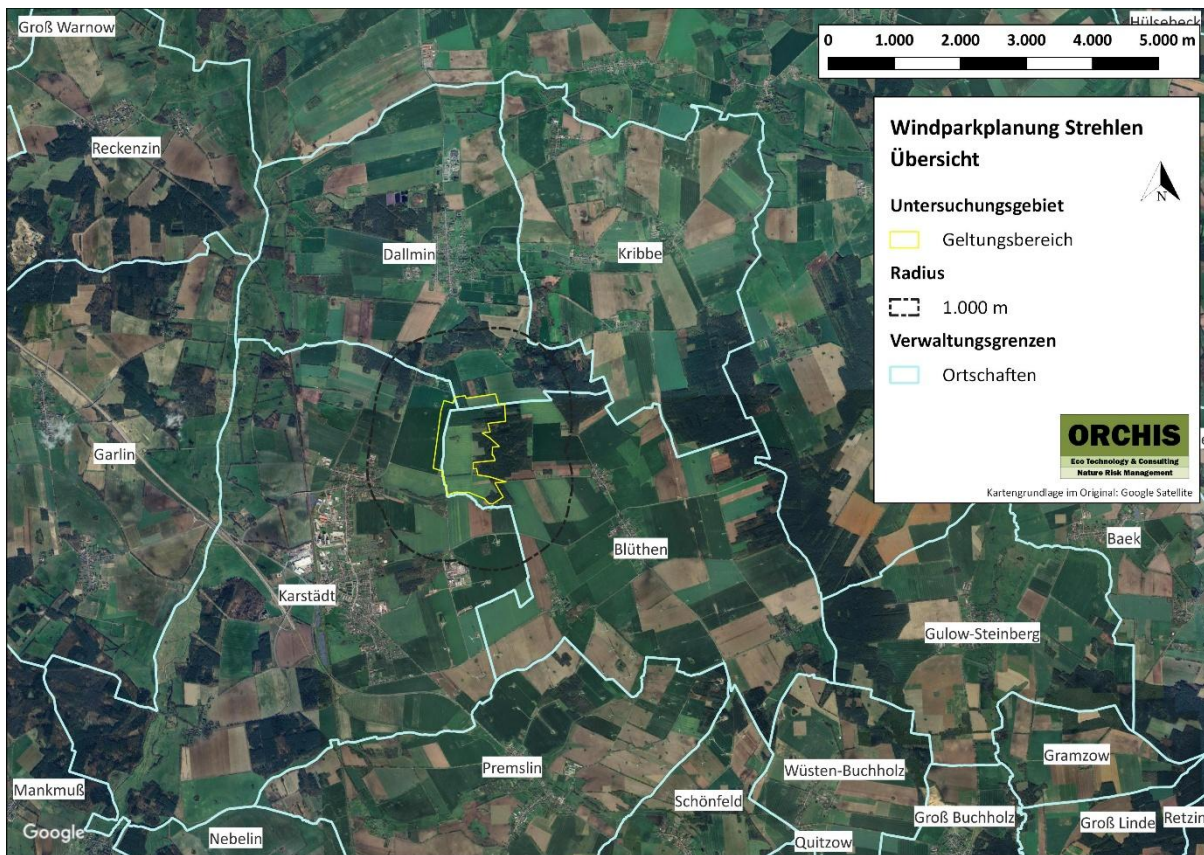 Groß Warnow
Hülsebeck
0 1.000 2.000 3.000 4.000 5.000 m
Reckenzin
Windparkplanung Strehlen
Übersicht
N
Untersuchungsgebiet
Geltungsbereich
Radius
1.000 m
Verwaltungsgrenzen
Ortschaften
ORCHIS
Eco Technology & Consulting
Nature Risk Management
Kartengrundlage im Original: Google Satellite
Dallmin
Kribbe
Garlin
Baek
Blüthen
Karstädt
Gulow-Steinberg
Premslin
Wüsten-Buchholz
Gramzow
Mankmuß
Schönfeld
Groß Buchholz
Groß Linde
Retzin
Google
Nebelin
Quitzow